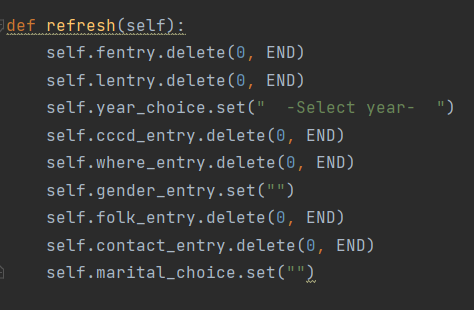 def refresh(self):
    self.fentry.delete(0, END)
    self.lentry.delete(0, END)
    self.year_choice.set("  -Select year-  ")
    self.cccd_entry.delete(0, END)
    self.where_entry.delete(0, END)
    self.gender_entry.set("")
    self.folk_entry.delete(0, END)
    self.contact_entry.delete(0, END)
    self.marital_choice.set("")